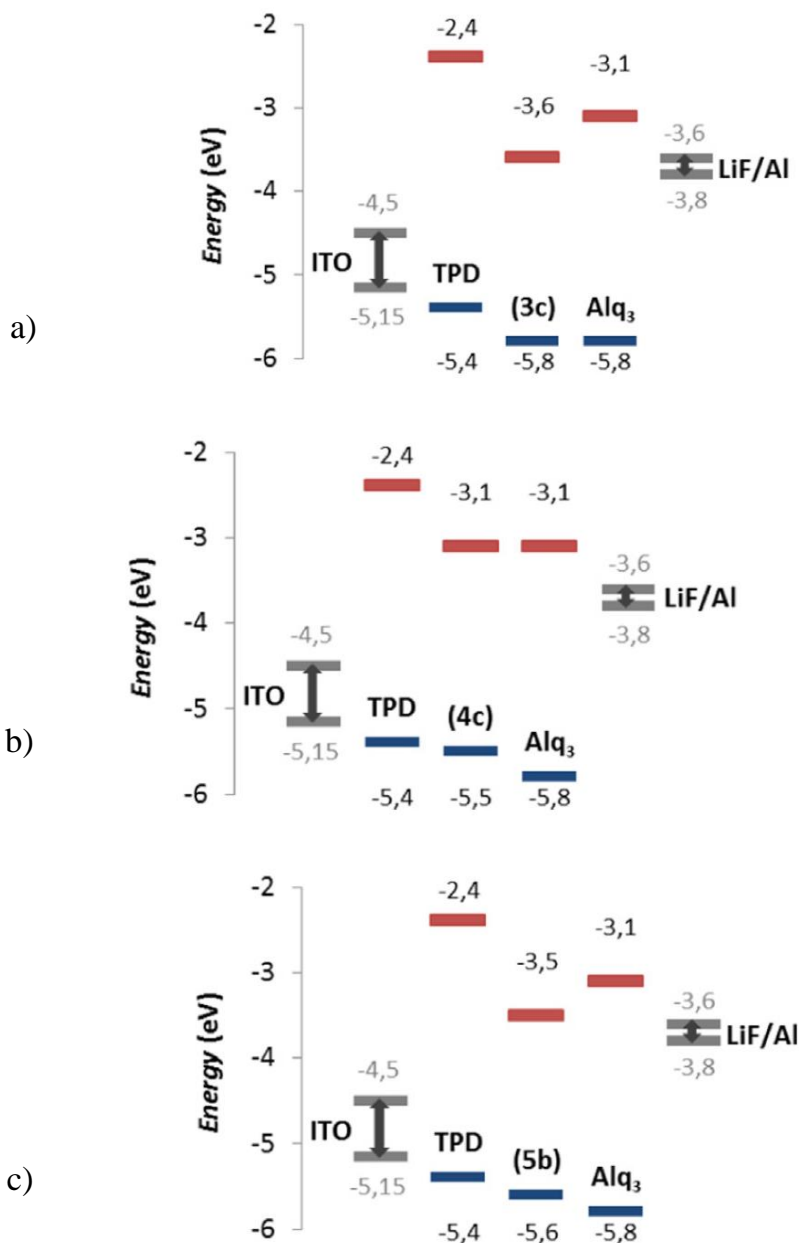 a)
Energy (eV)
-2
-3
-4
-5
-6
-2,4
-3,6
-3,1
-3,6
LiF/Al
-3,8
-4,5
ITO
-5,15
TPD
(3c)
Alq₃
-5,4
-5,8
-5,8
b)
Energy (eV)
-2
-3
-4
-5
-6
-2,4
-3,1
-3,1
-3,6
LiF/Al
-3,8
-4,5
ITO
-5,15
TPD
(4c)
Alq₃
-5,4
-5,5
-5,8
c)
Energy (eV)
-2
-3
-4
-5
-6
-2,4
-3,5
-3,1
-3,6
LiF/Al
-3,8
-4,5
ITO
-5,15
TPD
(5b)
Alq₃
-5,4
-5,6
-5,8